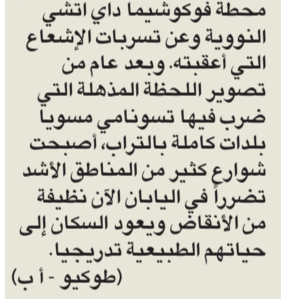 محطة فوكوشيما داي اتشي
النووية وعن تسربات الإشعاع
التي أعقبته. وبعد عام من
تصوير اللحظة المذهلة التي
ضرب فيها تسونامي مسويا
بلدات كاملة بالتراب، أصبحت
شوارع كثير من المناطق الأشد
تضرراً في اليابان الآن نظيفة
من الأنقاض ويعود السكان إلى
حياتهم الطبيعية تدريجيا.
(طوكيو - أ ب)